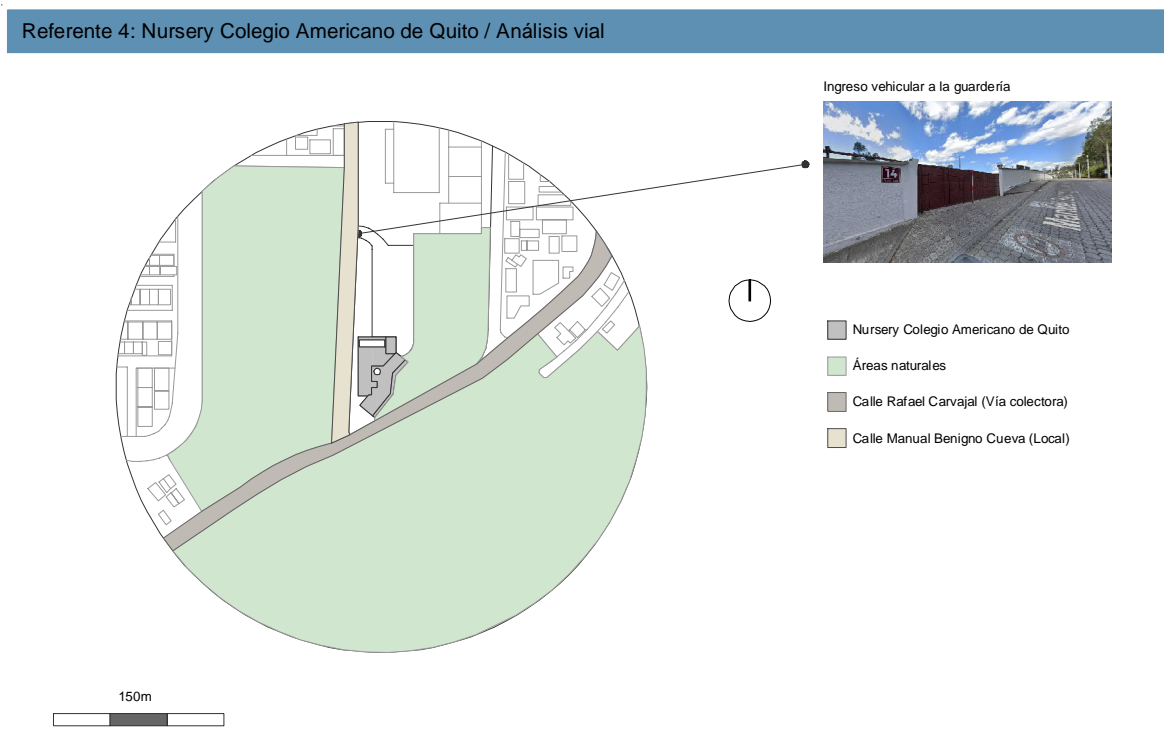 Referente 4: Nursery Colegio Americano de Quito / Análisis vial
Ingreso vehicular a la guardería
14
Nursery Colegio Americano de Quito
Áreas naturales
Calle Rafael Carvajal (Vía colectora)
Calle Manual Benigno Cueva (Local)
150m